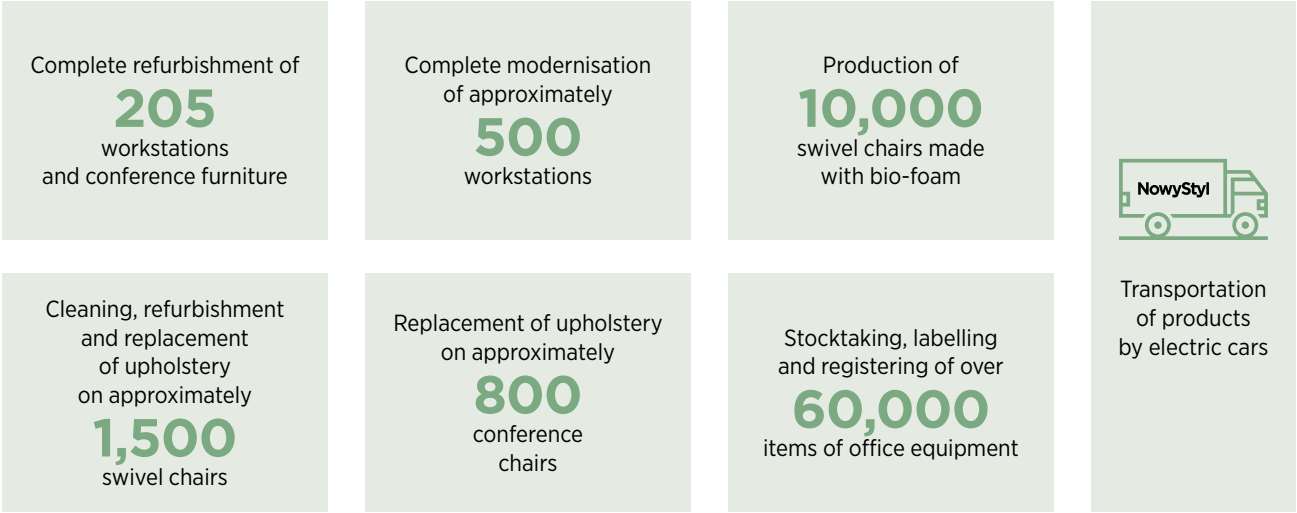 Complete refurbishment of
205
workstations
and conference furniture
Complete modernisation
of approximately
500
workstations
Production of
10,000
swivel chairs made
with bio-foam
Cleaning, refurbishment
and replacement
of upholstery
on approximately
1,500
swivel chairs
Replacement of upholstery
on approximately
800
conference
chairs
Stocktaking, labelling
and registering of over
60,000
items of office equipment
NowyStyl
Transportation
of products
by electric cars